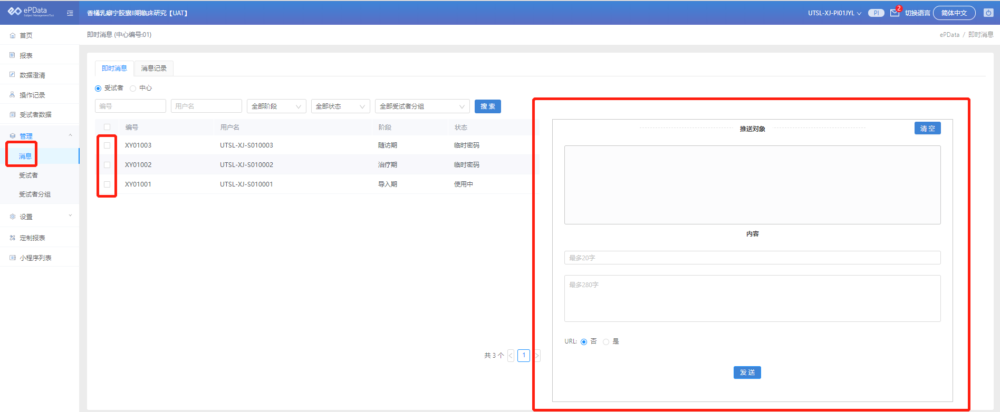 ePData
Subject Management Tool
香橘乳癖宁胶囊II期临床研究【UAT】
UTSL-XJ-PI01JYL
PI
2
切换语言
简体中文
首页
报表
数据澄清
操作记录
受试者数据
管理
消息
受试者
受试者分组
设置
定制报表
小程序列表
即时消息 (中心编号:01)
ePData / 即时消息
即时消息 消息记录
受试者 中心
编号 用户名 全部阶段 全部状态 全部受试者分组 搜 索
编号 用户名 阶段 状态
XY01003 UTSL-XJ-S010003 随访期 临时密码
XY01002 UTSL-XJ-S010002 治疗期 临时密码
XY01001 UTSL-XJ-S010001 导入期 使用中
共 3 个 < 1 >
推送对象 清 空
内容
最多20字
最多280字
URL: 否 是
发 送